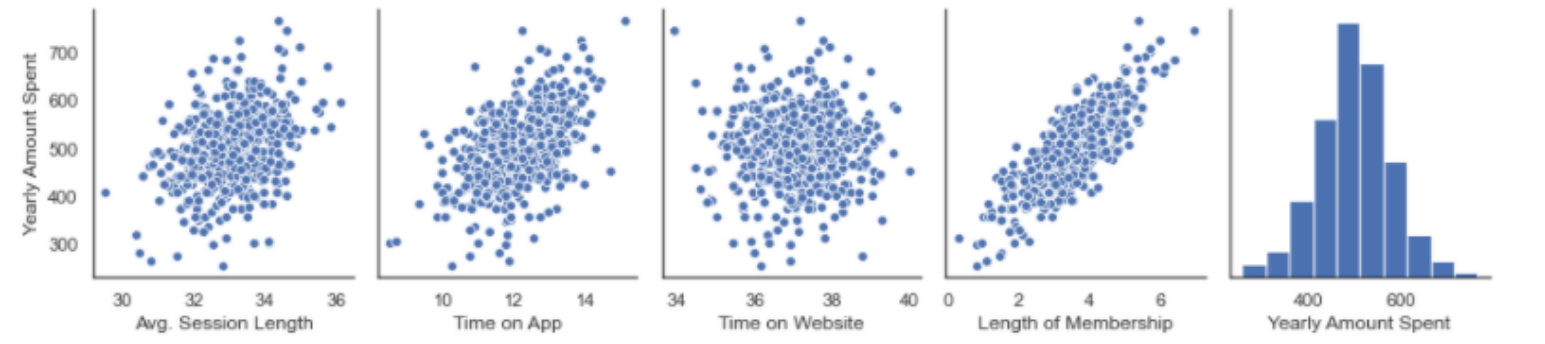 Yearly Amount Spent
700
600
500
400
300
30 32 34 36
Avg. Session Length
10 12 14
Time on App
34 36 38 40
Time on Website
0 2 4 6
Length of Membership
400 600
Yearly Amount Spent